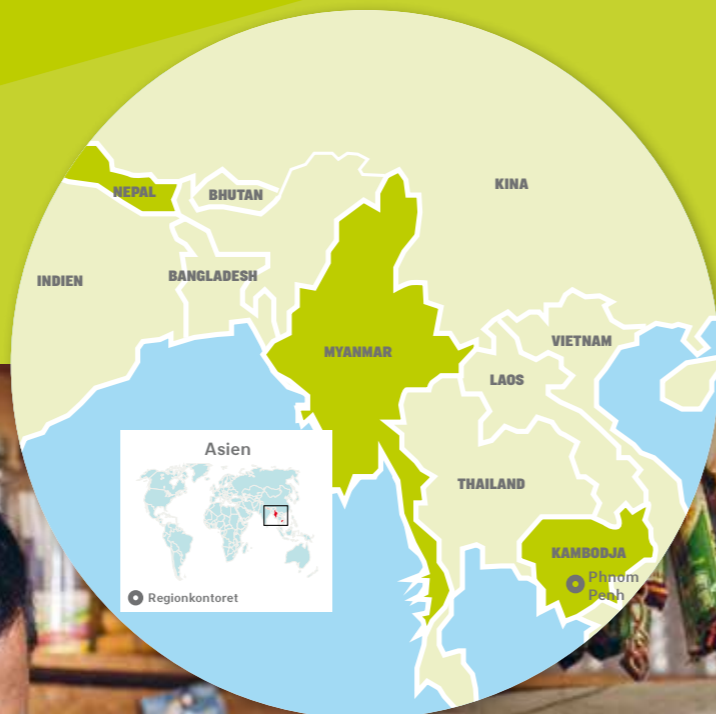 KINA
NEPAL
BHUTAN
INDIEN
BANGLADESH
VIETNAM
MYANMAR
LAOS
Asien
THAILAND
KAMBODJA
Phnom
Penh
Regionkontoret